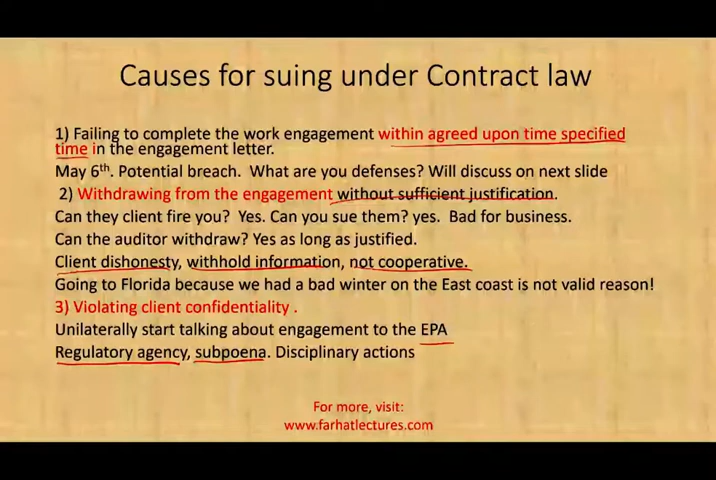 Causes for suing under Contract law
1) Failing to complete the work engagement within agreed upon time specified
time in the engagement letter.
May 6th. Potential breach. What are you defenses? Will discuss on next slide
2) Withdrawing from the engagement without sufficient justification.
Can they client fire you? Yes. Can you sue them? yes. Bad for business.
Can the auditor withdraw? Yes as long as justified.
Client dishonesty, withhold information, not cooperative.
Going to Florida because we had a bad winter on the East coast is not valid reason!
3) Violating client confidentiality .
Unilaterally start talking about engagement to the EPA
Regulatory agency, subpoena. Disciplinary actions
For more, visit:
www.farhatlectures.com